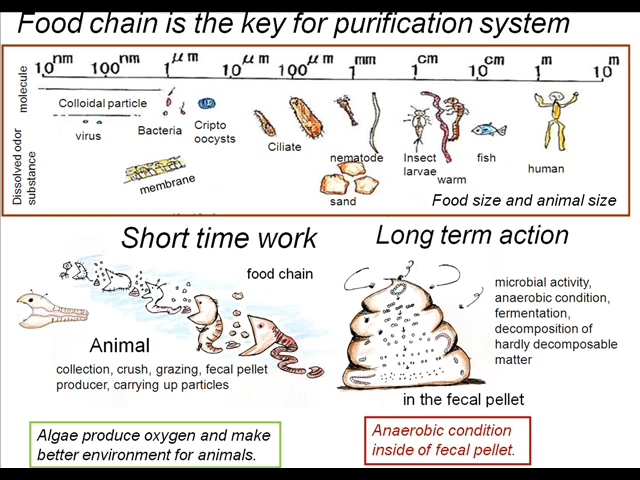 Food chain is the key for purification system
10nm 100nm 1μm 10μm 100μm 1mm 1cm 10cm 1m 10m
molecule
Dissolved odor
substance
Colloidal particle
virus
Bacteria
Cripto
oocysts
Ciliate
nematode
Insect
larvae
warm
fish
human
membrane
sand
Food size and animal size
Short time work
food chain
Animal
collection, crush, grazing, fecal pellet
producer, carrying up particles
Algae produce oxygen and make
better environment for animals.
Long term action
microbial activity,
anaerobic condition,
fermentation,
decomposition of
hardly decomposable
matter
in the fecal pellet
Anaerobic condition
inside of fecal pellet.